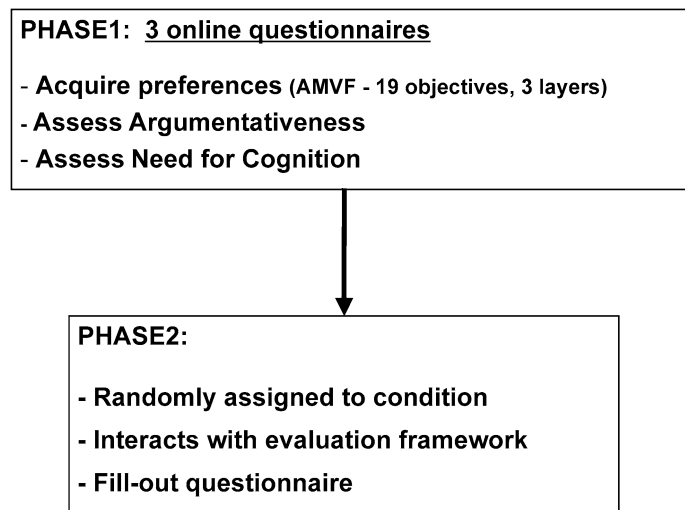 PHASE1: 3 online questionnaires
- Acquire preferences (AMVF - 19 objectives, 3 layers)
- Assess Argumentativeness
- Assess Need for Cognition
PHASE2:
- Randomly assigned to condition
- Interacts with evaluation framework
- Fill-out questionnaire